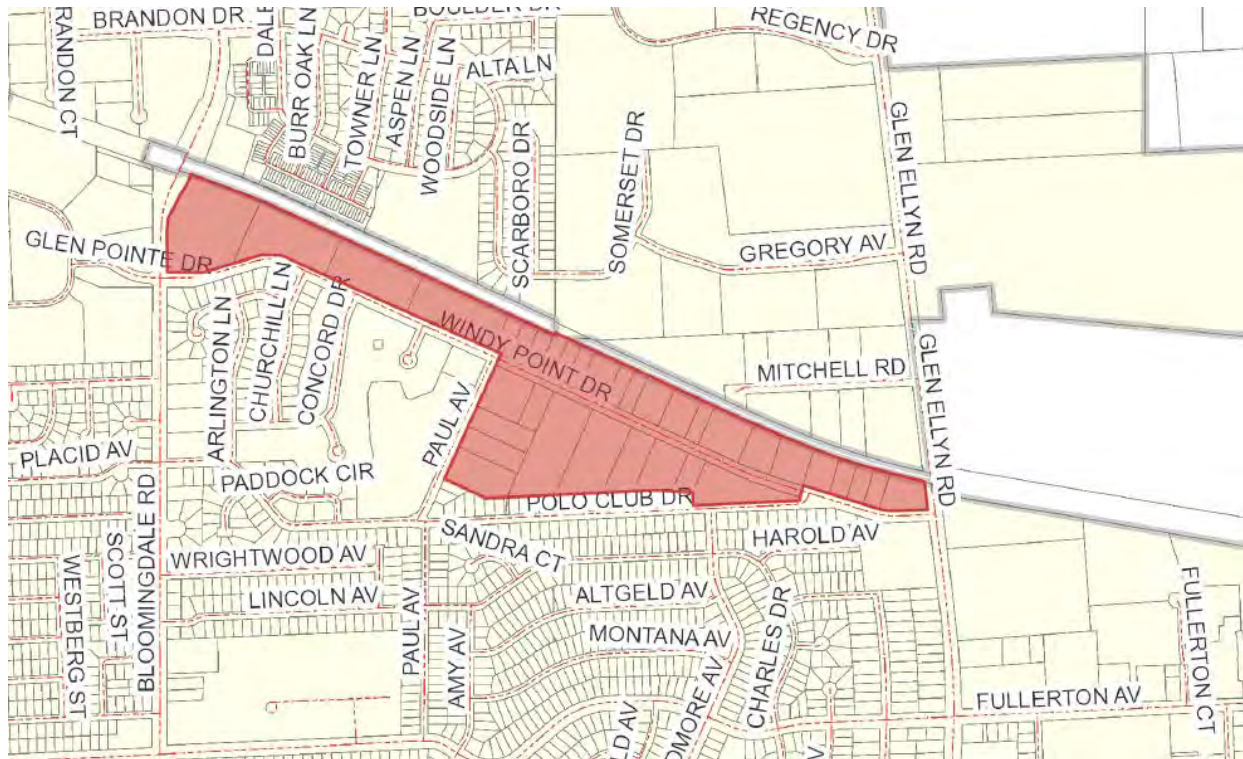 BRANDON DR
BOULDER DR
REGENCY DR
BURR OAK LN
TOWNER LN
ASPEN LN
WOODSIDE LN
ALTA LN
SCARBORO DR
SOMERSET DR
GLEN ELLYN RD
GREGORY AV
GLEN POINTE DR
ARLINGTON LN
CHURCHILL LN
CONCORD DR
WINDY POINT DR
MITCHELL RD
GLEN ELLYN RD
PAUL AV
PLACID AV
PADDOCK CIR
POLO CLUB DR
BLOOMINGDALE RD
SANDRA CT
HAROLD AV
WESTBERG ST
SCOTT ST
WRIGHTWOOD AV
LINCOLN AV
PAUL AV
AMY AV
ALTGELD AV
MONTANA AV
CHARLES DR
FULLERTON AV
FULLERTON CT